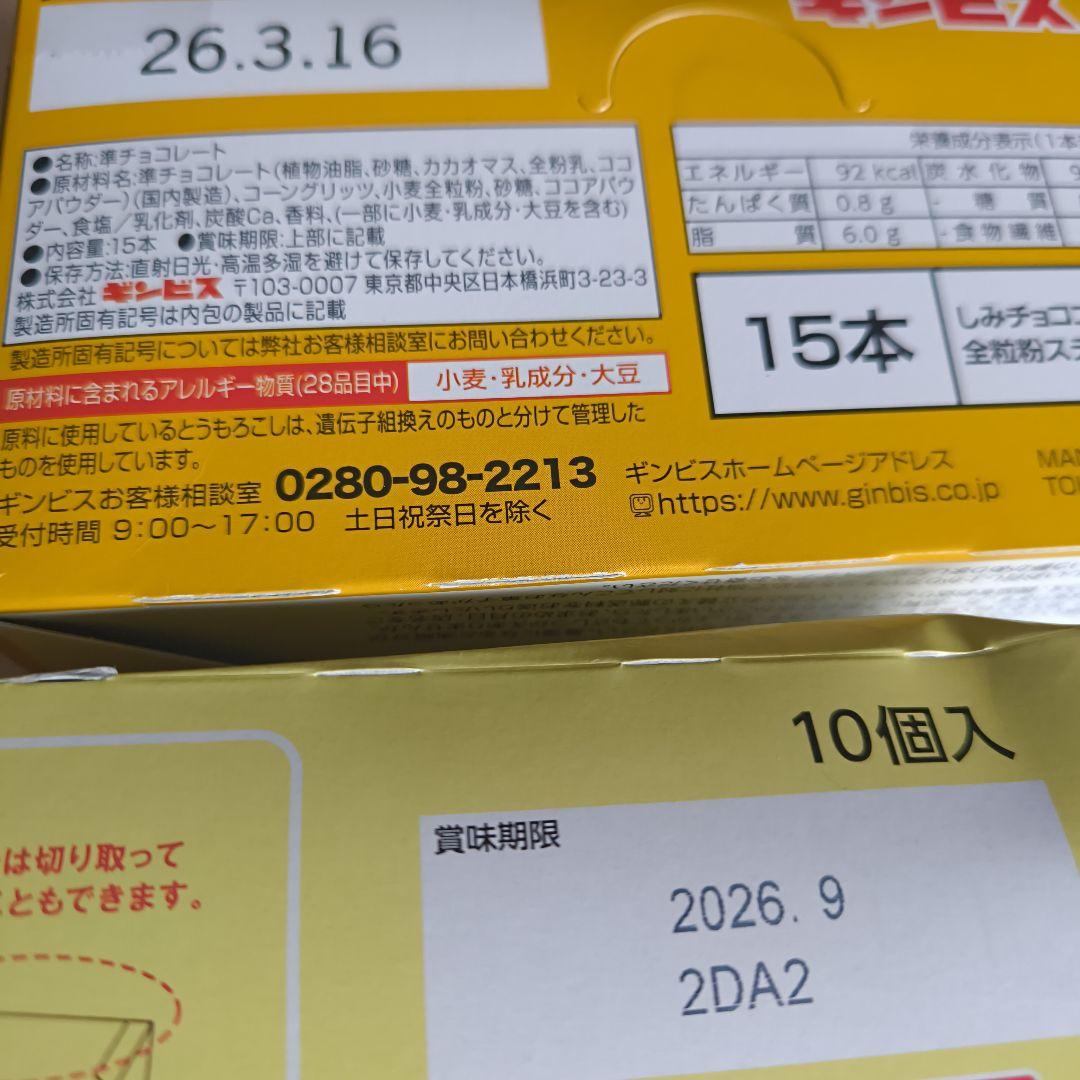 ギンビス
26.3.16
●名称:準チョコレート
●原材料名:準チョコレート(植物油脂、砂糖、カカオマス、全粉乳、ココ
アパウダー)(国内製造)、コーングリッツ、小麦全粒粉、砂糖、ココアパウ
ダー、食塩/乳化剤、炭酸Ca、香料、(一部に小麦・乳成分・大豆を含む)
●内容量:15本 ●賞味期限:上部に記載
●保存方法:直射日光・高温多湿を避けて保存してください。
株式会社 ギンビス 〒103-0007 東京都中央区日本橋浜町3-23-3
製造所固有記号は内包の製品に記載
製造所固有記号については弊社お客様相談室にお問い合わせください。
原材料に含まれるアレルギー物質(28品目中) 小麦・乳成分・大豆
原料に使用しているとうもろこしは、遺伝子組換えのものと分けて管理した
ものを使用しています。
ギンビスお客様相談室 0280-98-2213
受付時間 9:00〜17:00 土日祝祭日を除く
ギンビスホームページアドレス
https://www.ginbis.co.jp
栄養成分表示(1本
エネルギー 92 kcal 炭水化物
たんぱく質 0.8 g - 糖質
脂質 6.0 g - 食物繊維
15本
しみチョココ
全粒粉ステ
MAN
TOK
10個入
賞味期限
2026.9
2DA2
は切り取って
こともできます。